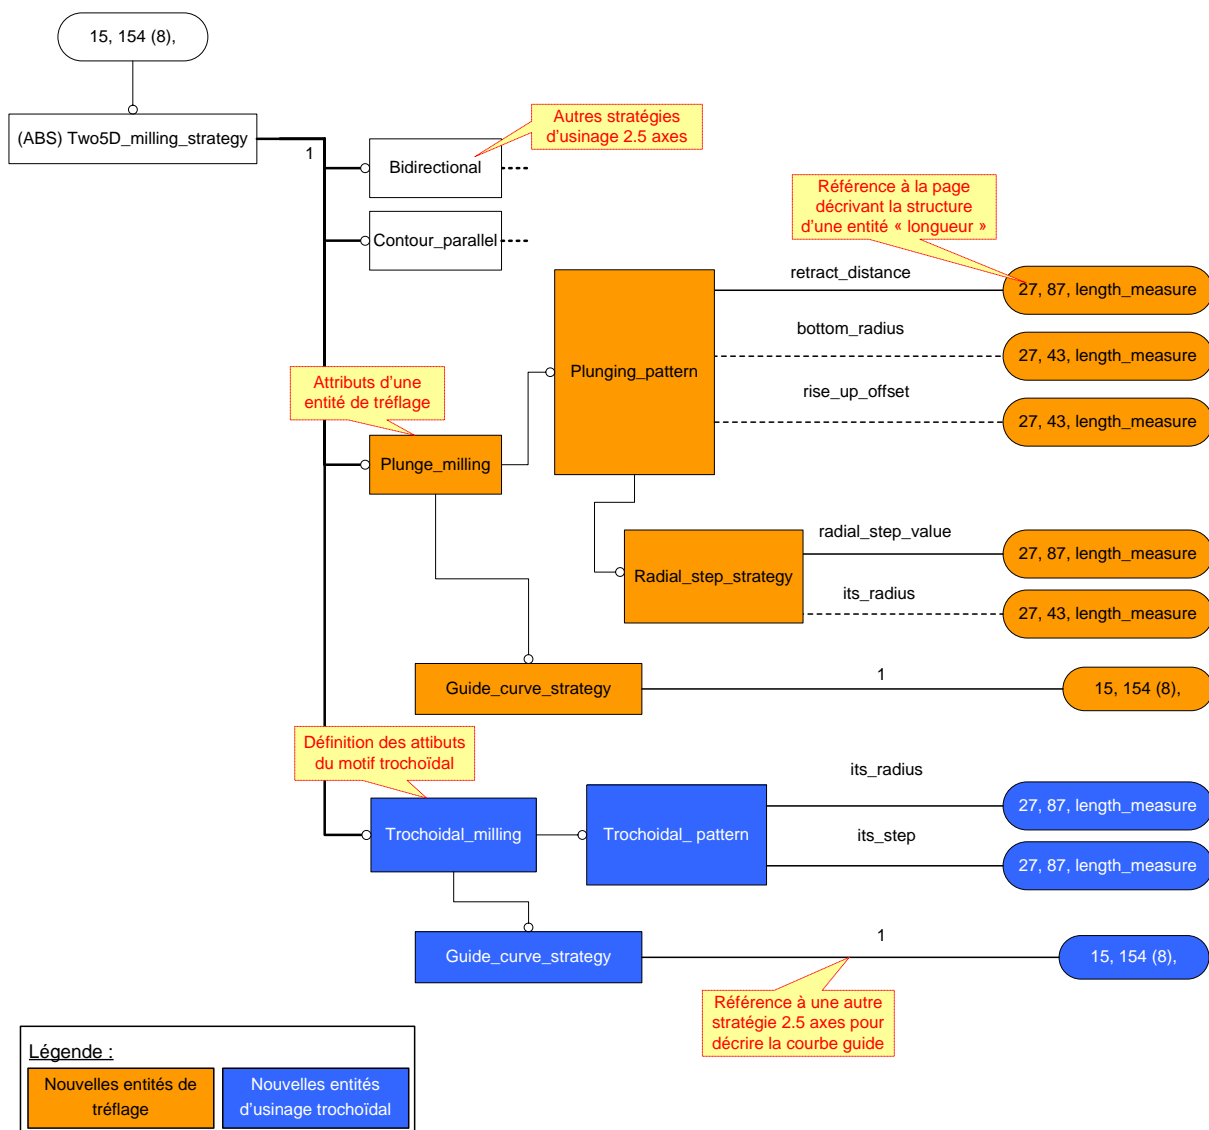 15, 154 (8),
(ABS) Two5D_milling_strategy
1
Autres stratégies
d'usinage 2.5 axes
Bidirectional
Contour_parallel
Référence à la page
décrivant la structure
d'une entité « longueur »
retract_distance
27, 87, length_measure
bottom_radius
27, 43, length_measure
Plunging_pattern
rise_up_offset
27, 43, length_measure
Attributs d'une
entité de tréflage
Plunge_milling
radial_step_value
27, 87, length_measure
Radial_step_strategy
its_radius
27, 43, length_measure
Guide_curve_strategy
1
15, 154 (8),
Définition des attibuts
du motif trochoïdal
its_radius
27, 87, length_measure
Trochoidal_milling
Trochoidal_ pattern
its_step
27, 87, length_measure
Guide_curve_strategy
1
15, 154 (8),
Référence à une autre
stratégie 2.5 axes pour
décrire la courbe guide
Légende :
Nouvelles entités de
tréflage
Nouvelles entités
d'usinage trochoïdal